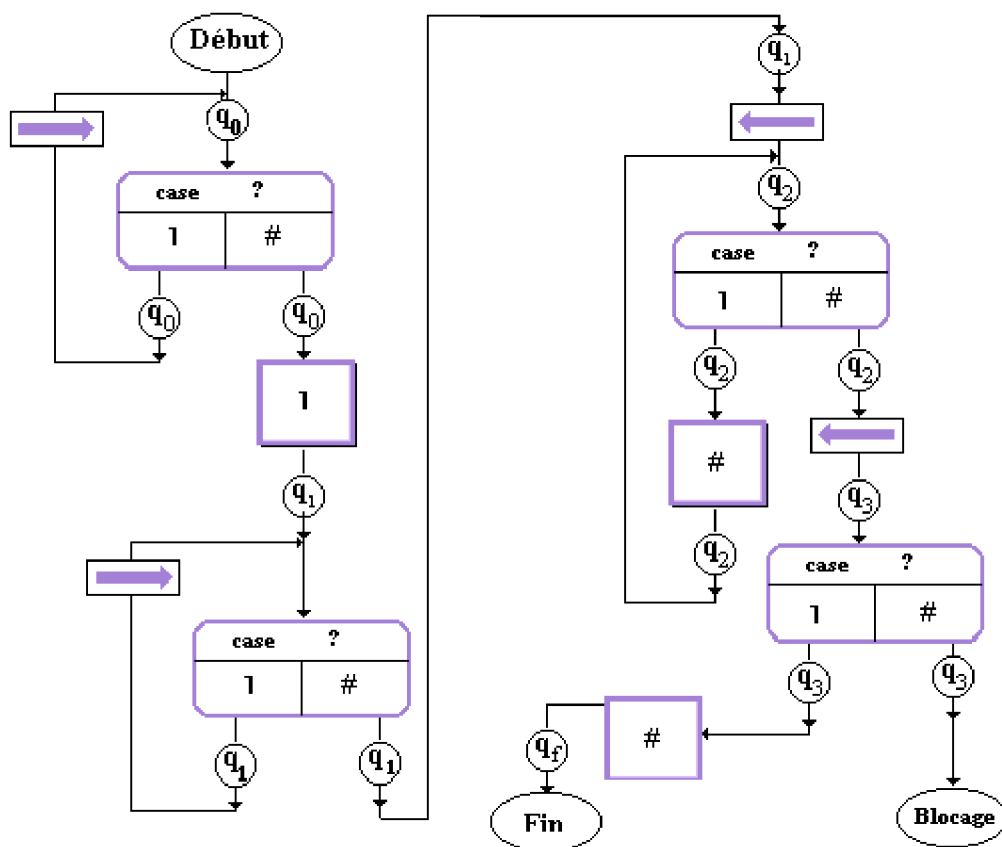 Début
q0
case ?
1 #
q0 q0
1
q1
case ?
1 #
q1 q1
q1
q2
case ?
1 #
q2 q2
#
q3
q2
case ?
1 #
q3 q3
#
qf
Fin
Blocage